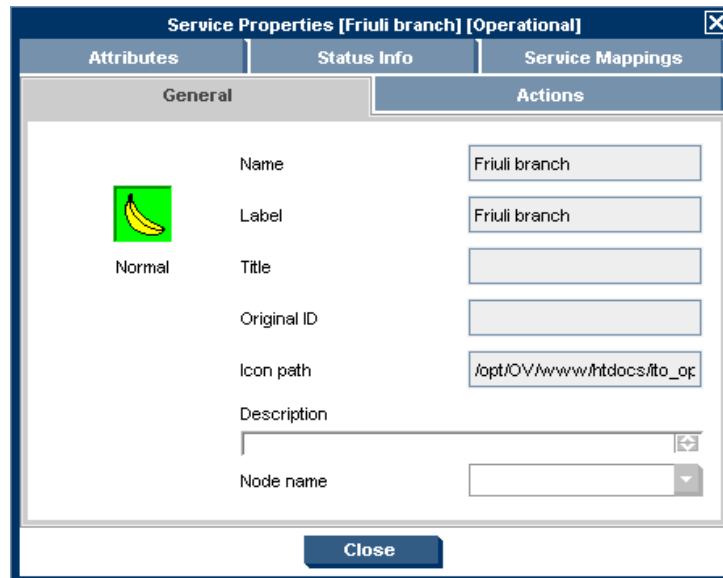 Service Properties [Friuli branch] [Operational]
Attributes
Status Info
Service Mappings
General
Actions
Name
Friuli branch
Label
Friuli branch
Normal
Title
Original ID
Icon path
/opt/OV/www/htdocs/ito_op
Description
Node name
Close